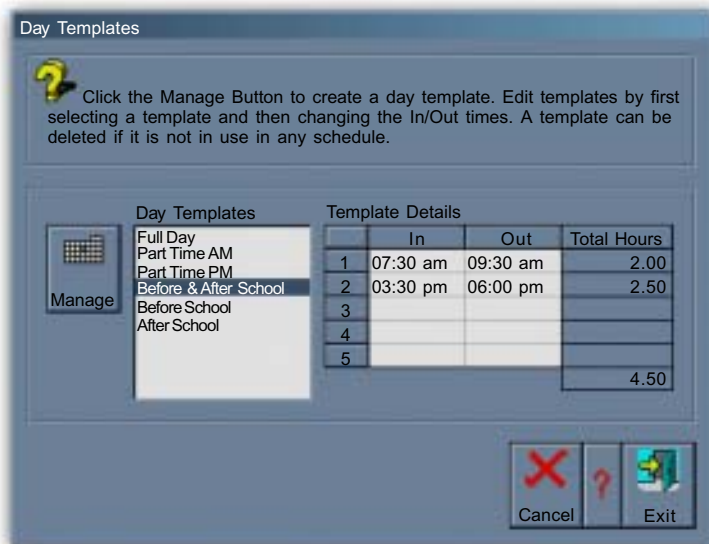 Day Templates
Click the Manage Button to create a day template. Edit templates by first
selecting a template and then changing the In/Out times. A template can be
deleted if it is not in use in any schedule.
Manage
Day Templates
Full Day
Part Time AM
Part Time PM
Before & After School
Before School
After School
Template Details
In Out Total Hours
1 07:30 am 09:30 am 2.00
2 03:30 pm 06:00 pm 2.50
3
4
5
4.50
Cancel
?
Exit